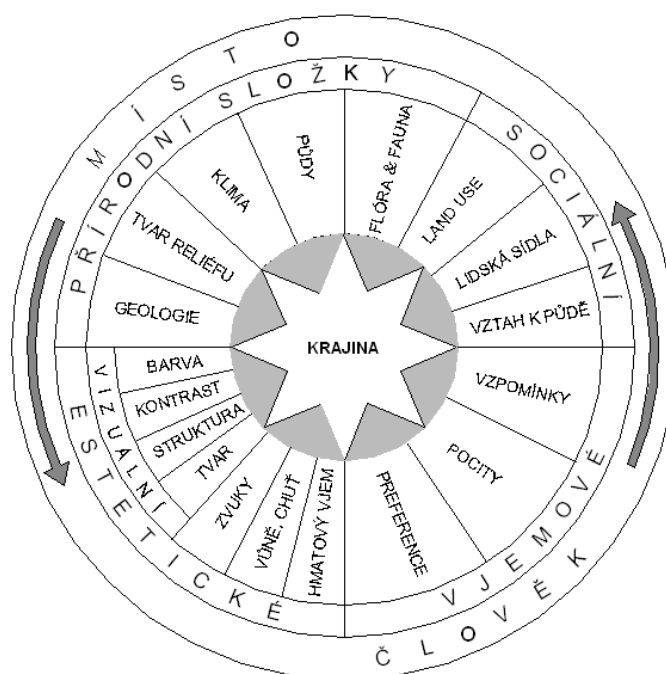 MÍSTO
PŘÍRODNÍ SLOŽKY
SOCIÁLNÍ
GEOLOGIE
TVAR RELIÉFU
KLIMA
PŮDY
FLÓRA & FAUNA
LAND USE
LIDSKÁ SÍDLA
VZTAH K PŮDĚ
KRAJINA
VZPOMÍNKY
POCITY
PREFERENCE
HMATOVÝ VJEM
VŮNĚ, CHUŤ
ZVUKY
TVAR
STRUKTURA
KONTRAST
BARVA
VIZUÁLNÍ
ESTETICKÉ
VJEMOVÉ
ČLOVĚK